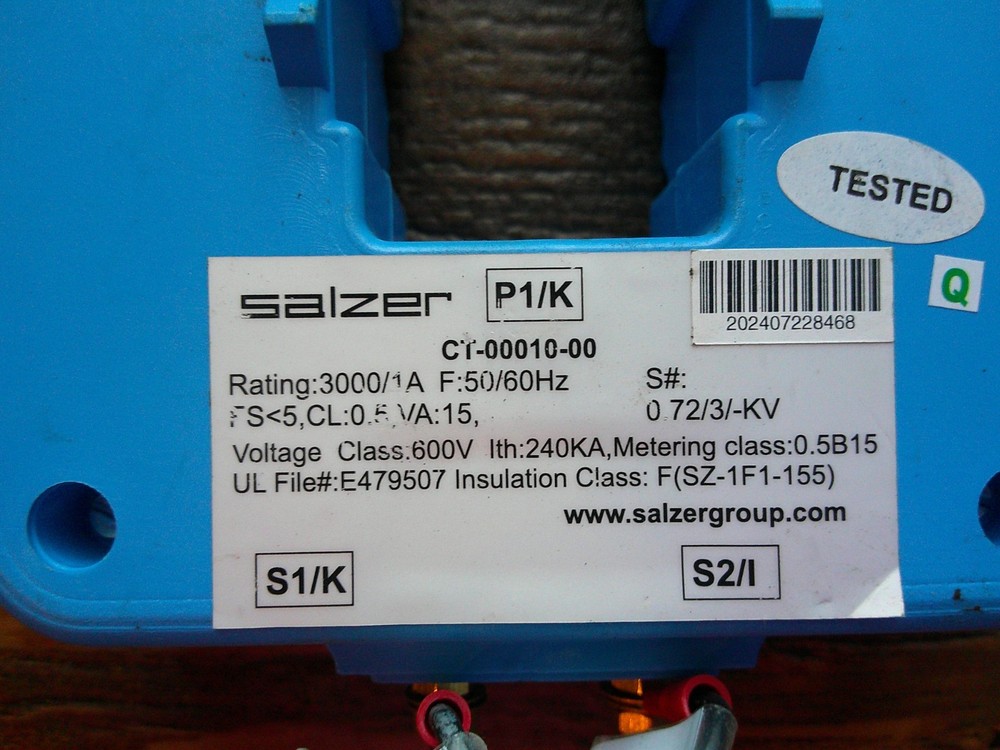 TESTED
Q
salzer P1/K
202407228468
CT-00010-00
Rating:3000/1A F:50/60Hz S#:
FS<5,CL:0.5,VA:15, 0.72/3/-KV
Voltage Class:600V Ith:240KA,Metering class:0.5B15
UL File#:E479507 Insulation Class: F(SZ-1F1-155)
www.salzergroup.com
S1/K S2/l